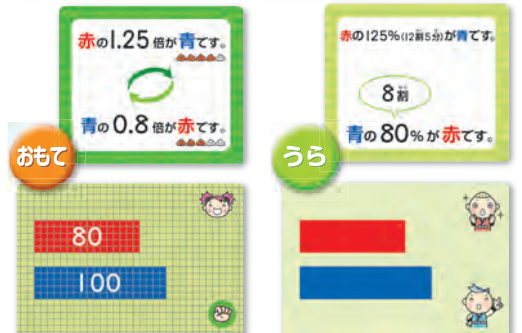 赤の1.25倍が青です。
青の0.8倍が赤です。
おもて
80
100
赤の125%(12割5分)が青です。
8割
青の80%が赤です。
うら